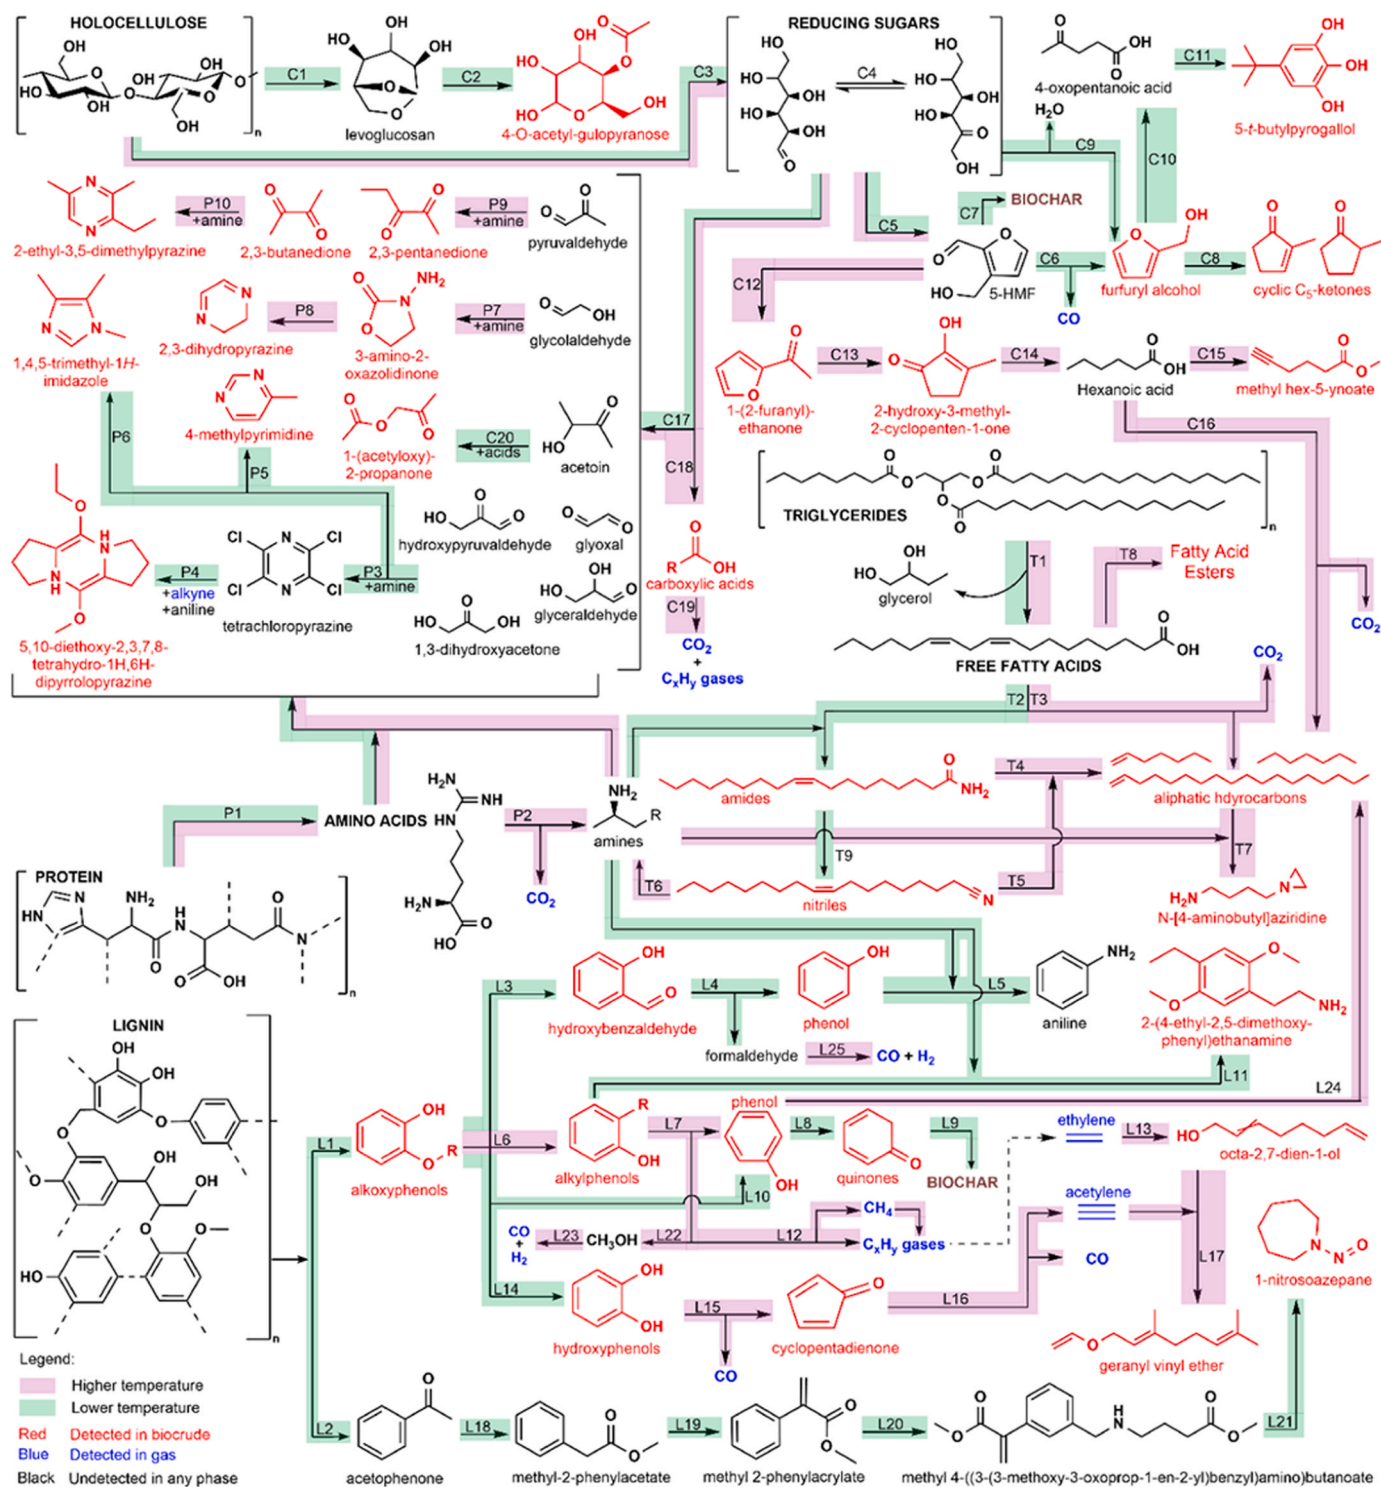 HOLOCELLULOSE
n
C1
levoglucosan
C2
4-O-acetyl-gulopyranose
C3
REDUCING SUGARS
C4
4-oxopentanoic acid
C11
5-t-butylpyrogallol
H2O
C9
C10
C5
C7
BIOCHAR
5-HMF
C6
CO
furfuryl alcohol
C8
cyclic C5-ketones
P10
+amine
2-ethyl-3,5-dimethylpyrazine
2,3-butanedione
P9
+amine
2,3-pentanedione
pyruvaldehyde
1,4,5-trimethyl-1H-
imidazole
2,3-dihydropyrazine
P8
3-amino-2-
oxazolidinone
P7
+amine
glycolaldehyde
C12
1-(2-furanyl)-
ethanone
C13
2-hydroxy-3-methyl-
2-cyclopenten-1-one
C14
Hexanoic acid
C15
methyl hex-5-ynoate
C16
4-methylpyrimidine
P6
P5
1-(acetyloxy)-
2-propanone
C20
+acids
acetoin
C17
C18
carboxylic acids
C19
CO2
+
CxHy gases
hydroxypyruvaldehyde
glyoxal
glyceraldehyde
1,3-dihydroxyacetone
P3
+amine
tetrachloropyrazine
P4
+alkyne
+aniline
5,10-diethoxy-2,3,7,8-
tetrahydro-1H,6H-
dipyrrolopyrazine
TRIGLYCERIDES
n
glycerol
T1
T8
Fatty Acid
Esters
FREE FATTY ACIDS
CO2
CO2
T2
T3
amides
T4
aliphatic hdyrocarbons
T9
T7
nitriles
T5
T6
N-[4-aminobutyl]aziridine
P1
AMINO ACIDS
P2
CO2
amines
PROTEIN
n
LIGNIN
n
L1
alkoxyphenols
L3
hydroxybenzaldehyde
L4
phenol
L5
aniline
formaldehyde
L25
CO + H2
2-(4-ethyl-2,5-dimethoxy-
phenyl)ethanamine
L11
L24
L6
alkylphenols
L7
phenol
L8
quinones
L9
BIOCHAR
L10
ethylene
L13
octa-2,7-dien-1-ol
acetylene
CO
+
H2
L23
CH3OH
L22
L12
CH4
CxHy gases
CO
L17
1-nitrosoazepane
L14
hydroxyphenols
L15
CO
cyclopentadienone
L16
geranyl vinyl ether
Legend:
Higher temperature
Lower temperature
Red Detected in biocrude
Blue Detected in gas
Black Undetected in any phase
L2
acetophenone
L18
methyl-2-phenylacetate
L19
methyl 2-phenylacrylate
L20
methyl 4-((3-(3-methoxy-3-oxoprop-1-en-2-yl)benzyl)amino)butanoate
L21